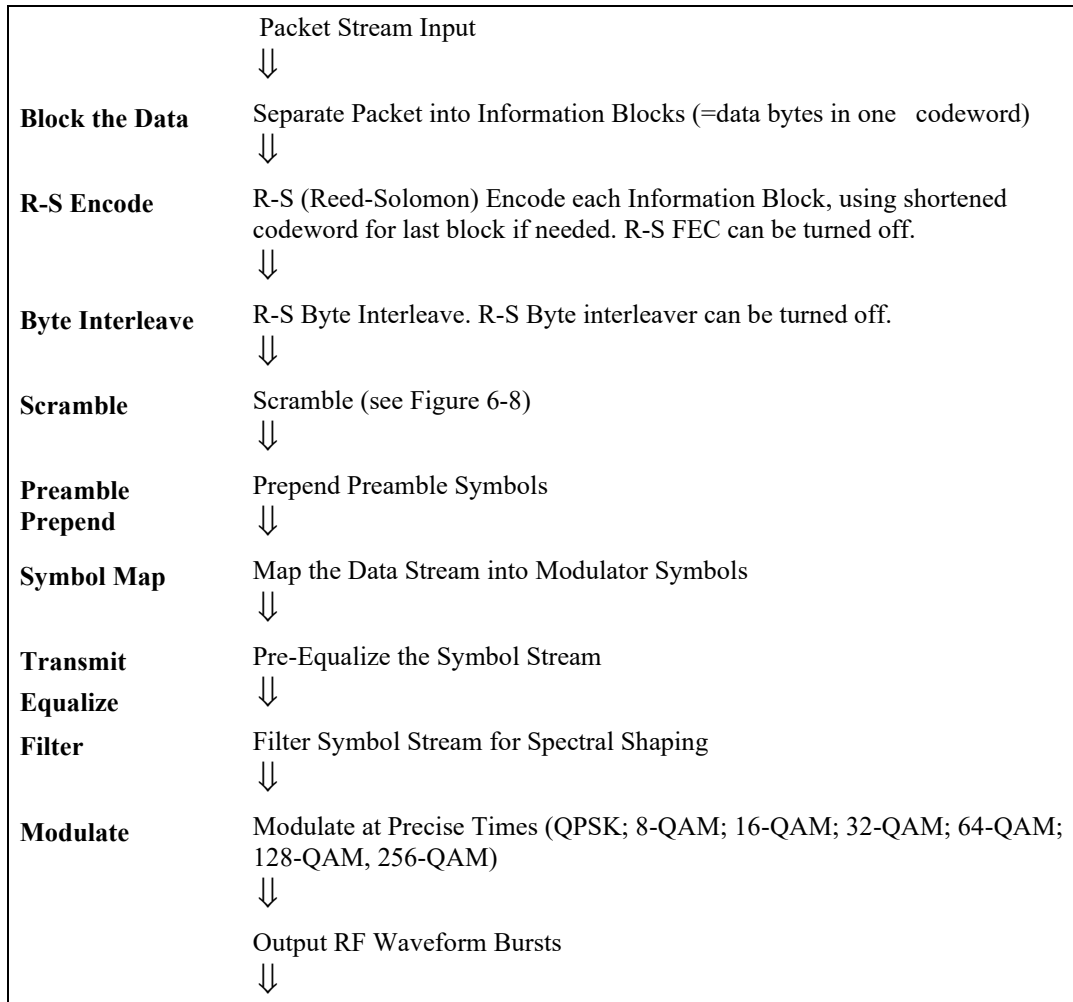 Packet Stream Input
⇓
Block the Data Separate Packet into Information Blocks (=data bytes in one codeword)
⇓
R-S Encode R-S (Reed-Solomon) Encode each Information Block, using shortened
codeword for last block if needed. R-S FEC can be turned off.
⇓
Byte Interleave R-S Byte Interleave. R-S Byte interleaver can be turned off.
⇓
Scramble Scramble (see Figure 6-8)
⇓
Preamble Prepend Preamble Symbols
Prepend ⇓
Symbol Map Map the Data Stream into Modulator Symbols
⇓
Transmit Pre-Equalize the Symbol Stream
Equalize ⇓
Filter Filter Symbol Stream for Spectral Shaping
⇓
Modulate Modulate at Precise Times (QPSK; 8-QAM; 16-QAM; 32-QAM; 64-QAM;
128-QAM, 256-QAM)
⇓
Output RF Waveform Bursts
⇓